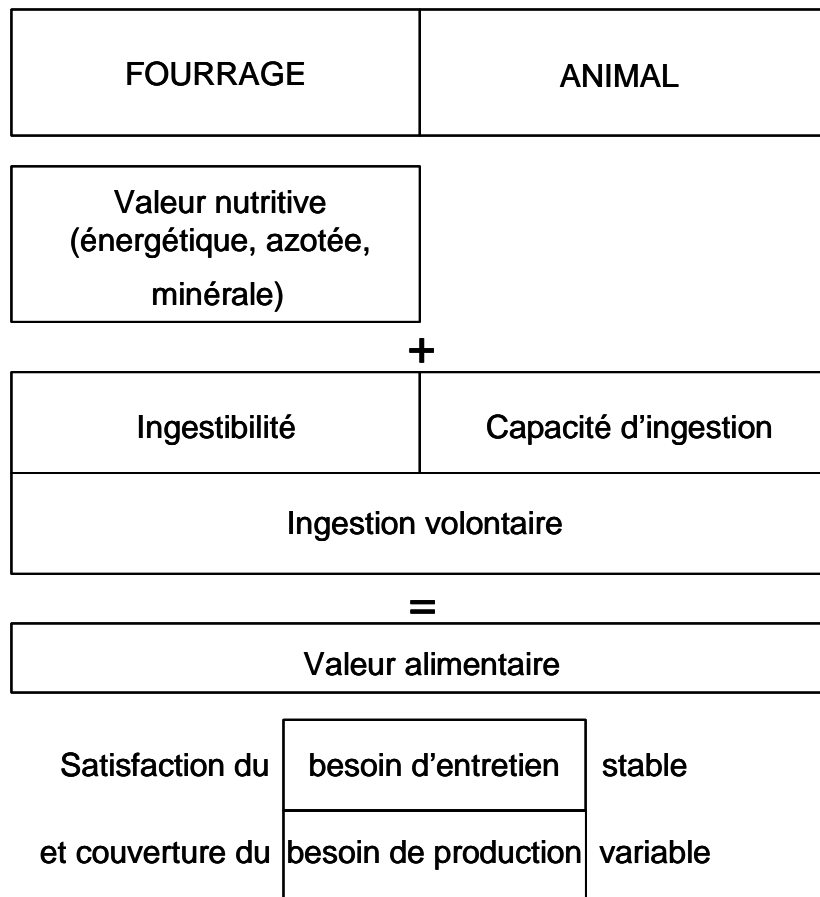 FOURRAGE ANIMAL
Valeur nutritive
(énergétique, azotée,
minérale)
+
Ingestibilité Capacité d'ingestion
Ingestion volontaire
=
Valeur alimentaire
Satisfaction du besoin d'entretien stable
et couverture du besoin de production variable